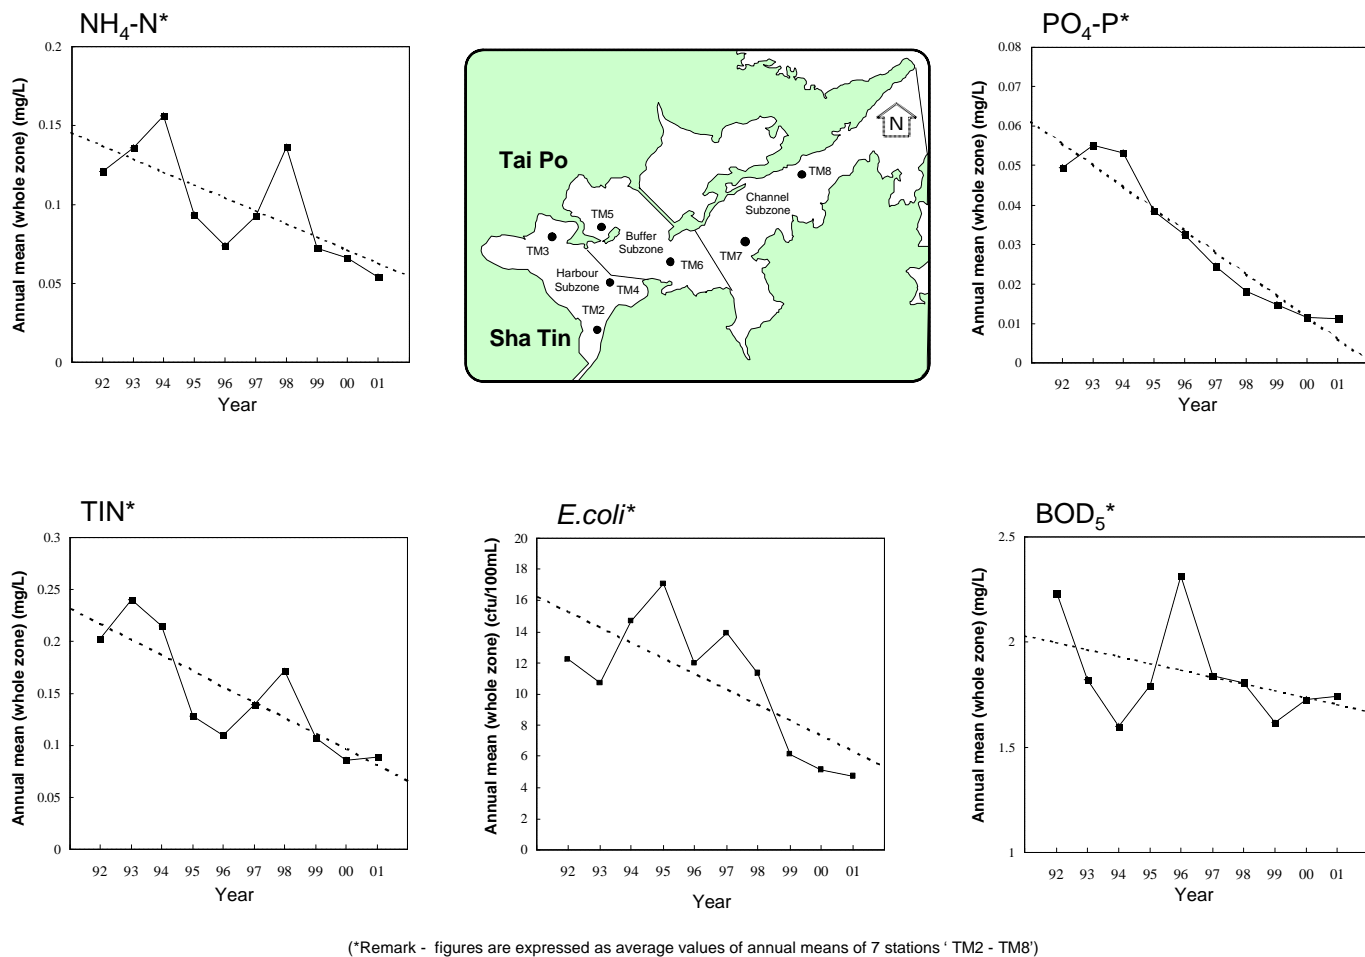 NH4-N*
Annual mean (whole zone) (mg/L)
0.2
0.15
0.1
0.05
0
92 93 94 95 96 97 98 99 00 01
Year
Tai Po
Sha Tin
N
TM8
Channel
Subzone
TM5
Buffer
Subzone
TM3
TM7
TM6
Harbour
Subzone
TM4
TM2
PO4-P*
Annual mean (whole zone) (mg/L)
0.08
0.07
0.06
0.05
0.04
0.03
0.02
0.01
0
92 93 94 95 96 97 98 99 00 01
Year
TIN*
Annual mean (whole zone) (mg/L)
0.3
0.25
0.2
0.15
0.1
0.05
0
92 93 94 95 96 97 98 99 00 01
Year
E.coli*
Annual mean (whole zone) (cfu/100mL)
20
18
16
14
12
10
8
6
4
2
0
92 93 94 95 96 97 98 99 00 01
Year
BOD5*
Annual mean (whole zone) (mg/L)
2.5
2
1.5
1
92 93 94 95 96 97 98 99 00 01
Year
(*Remark - figures are expressed as average values of annual means of 7 stations ‘ TM2 - TM8’)